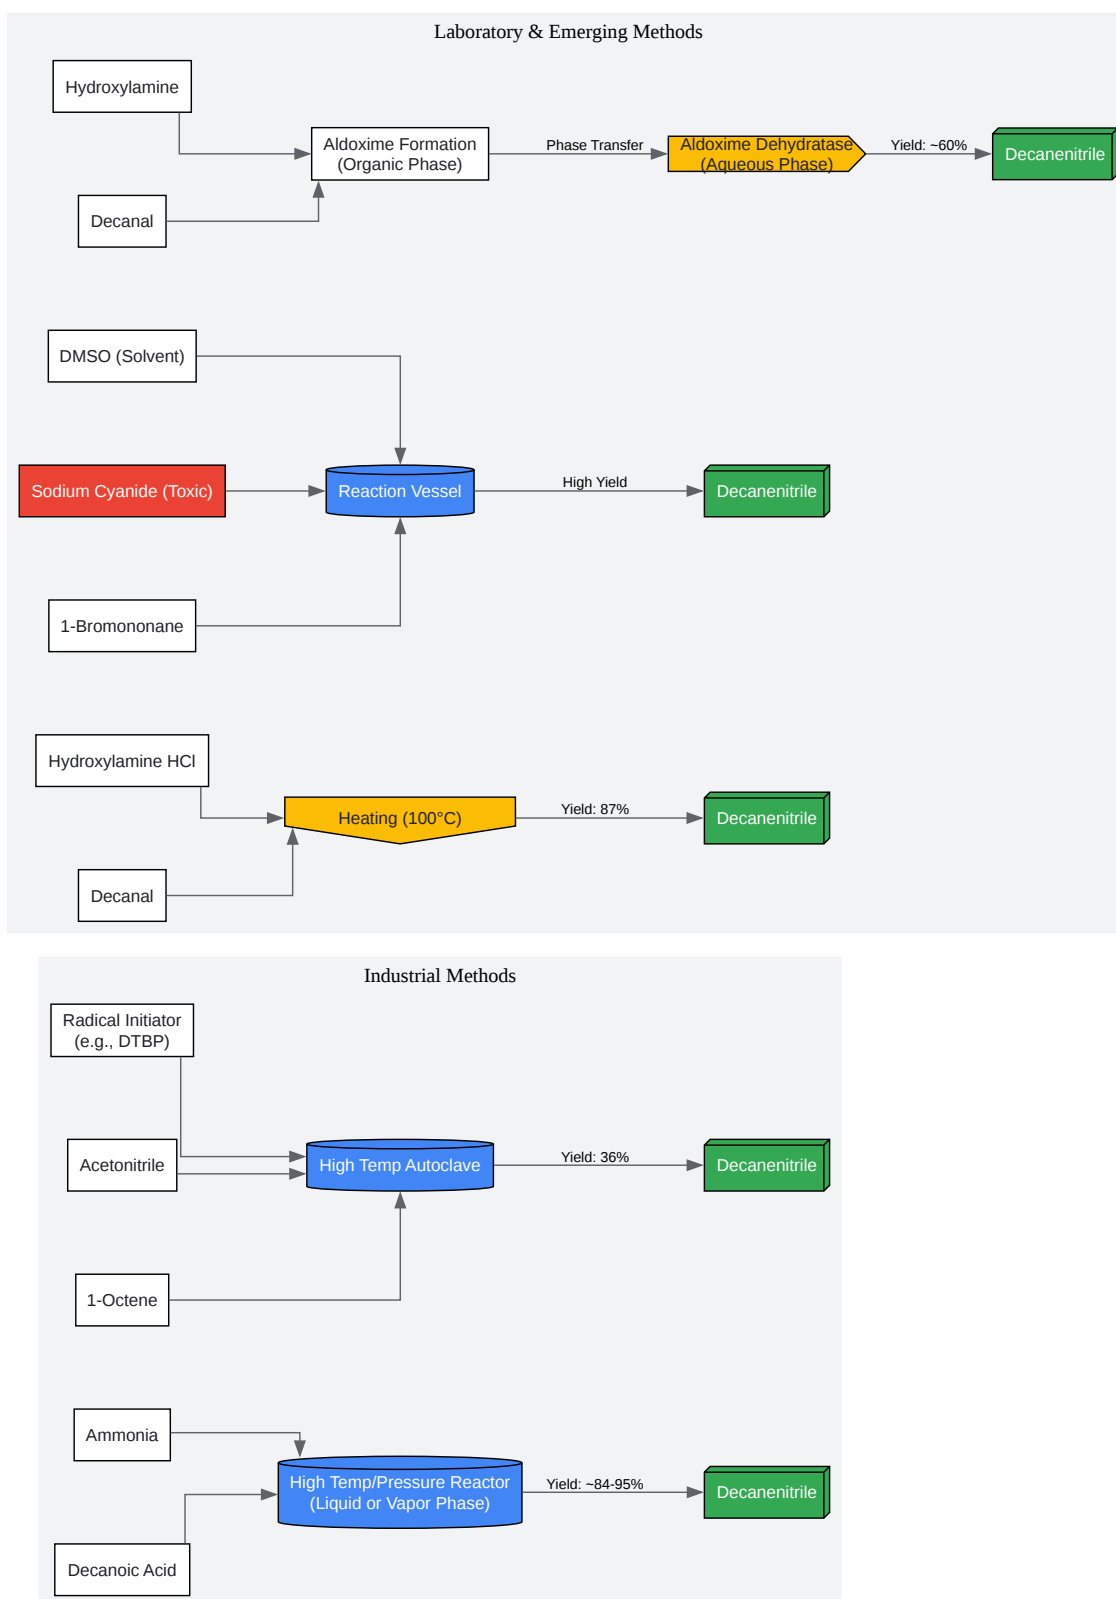 Laboratory & Emerging Methods
Hydroxylamine
Aldoxime Formation
(Organic Phase)
Phase Transfer
Aldoxime Dehydratase
(Aqueous Phase)
Yield: ~60%
Decanenitrile
Decanal
DMSO (Solvent)
Sodium Cyanide (Toxic)
Reaction Vessel
High Yield
Decanenitrile
1-Bromononane
Hydroxylamine HCl
Heating (100°C)
Yield: 87%
Decanenitrile
Decanal
Industrial Methods
Radical Initiator
(e.g., DTBP)
Acetonitrile
High Temp Autoclave
Yield: 36%
Decanenitrile
1-Octene
Ammonia
High Temp/Pressure Reactor
(Liquid or Vapor Phase)
Yield: ~84-95%
Decanenitrile
Decanoic Acid